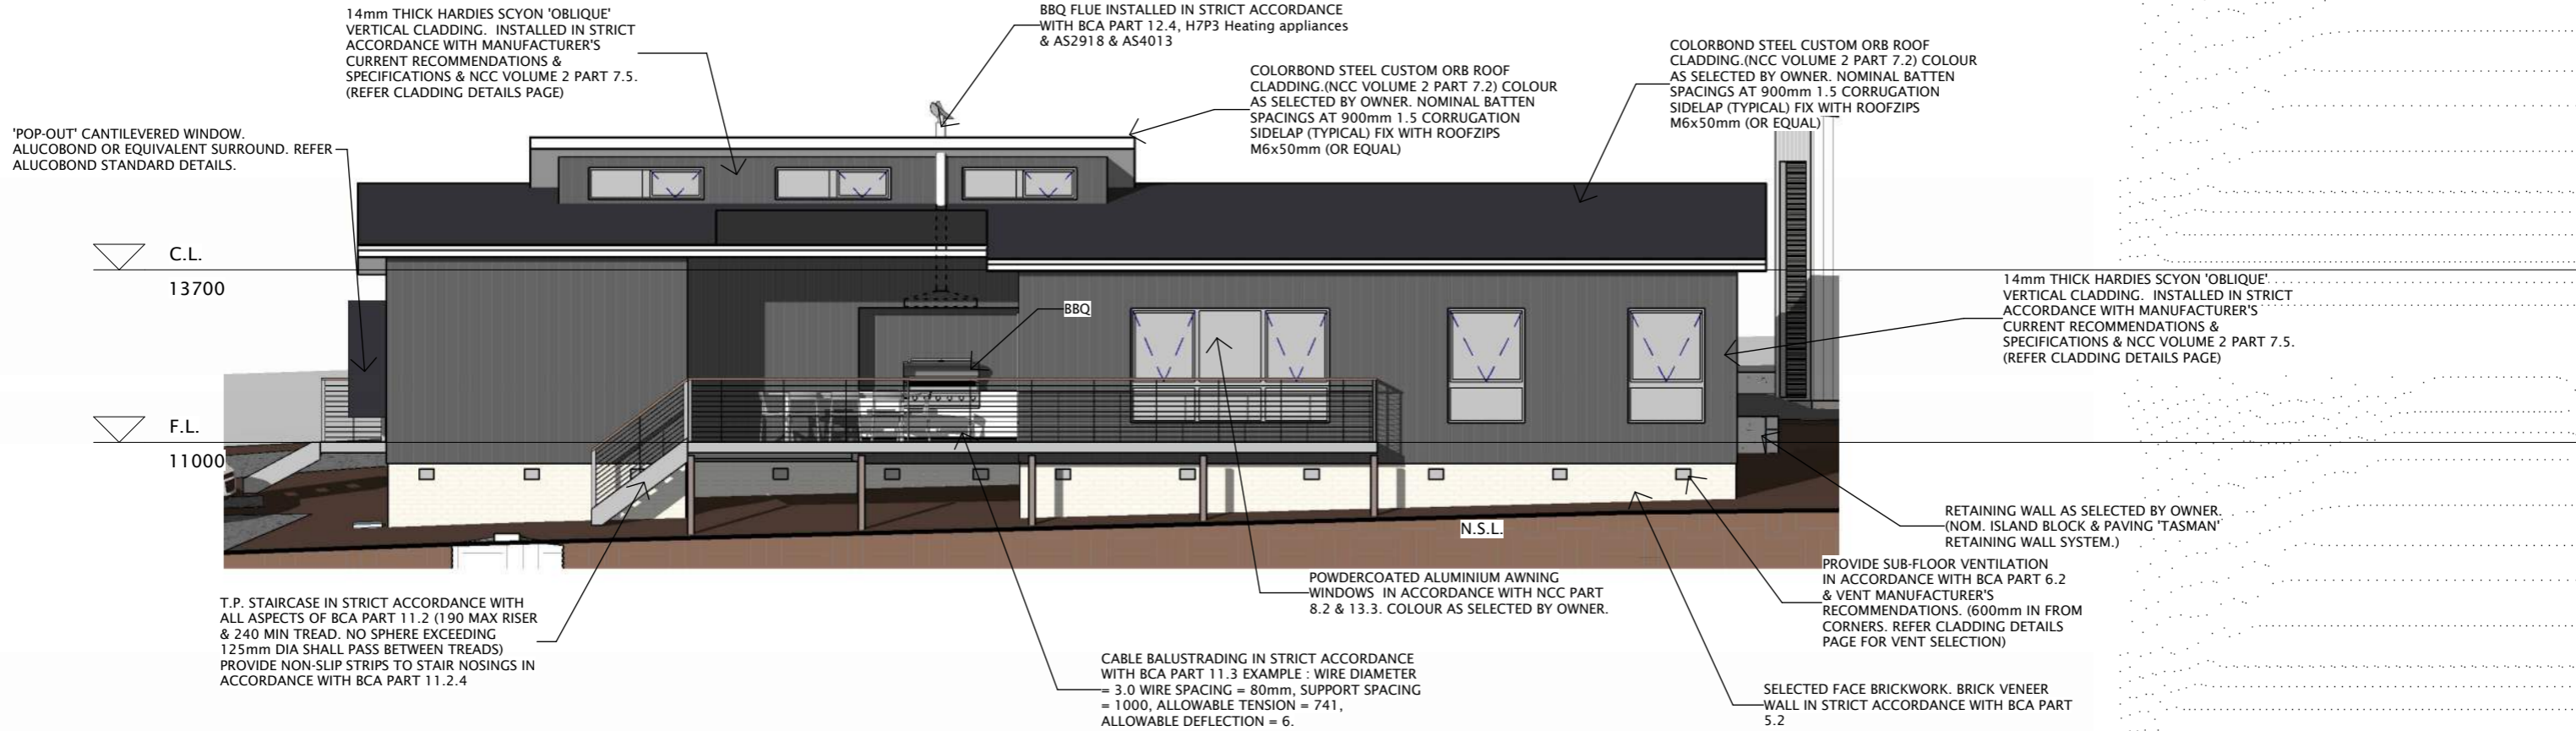 14mm THICK HARDIES SCYON 'OBLIQUE'
VERTICAL CLADDING.  INSTALLED IN STRICT
ACCORDANCE WITH MANUFACTURER'S
CURRENT RECOMMENDATIONS &
SPECIFICATIONS & NCC VOLUME 2 PART 7.5.
(REFER CLADDING DETAILS PAGE)
BBQ FLUE INSTALLED IN STRICT ACCORDANCE
WITH BCA PART 12.4, H7P3 Heating appliances
& AS2918 & AS4013
COLORBOND STEEL CUSTOM ORB ROOF
CLADDING.(NCC VOLUME 2 PART 7.2) COLOUR
AS SELECTED BY OWNER. NOMINAL BATTEN
SPACINGS AT 900mm 1.5 CORRUGATION
SIDELAP (TYPICAL) FIX WITH ROOFZIPS
M6x50mm (OR EQUAL)
COLORBOND STEEL CUSTOM ORB ROOF
CLADDING.(NCC VOLUME 2 PART 7.2) COLOUR
AS SELECTED BY OWNER. NOMINAL BATTEN
SPACINGS AT 900mm 1.5 CORRUGATION
SIDELAP (TYPICAL) FIX WITH ROOFZIPS
M6x50mm (OR EQUAL)
'POP-OUT' CANTILEVERED WINDOW.
ALUCOBOND OR EQUIVALENT SURROUND. REFER
ALUCOBOND STANDARD DETAILS.
C.L.
13700
BBQ
14mm THICK HARDIES SCYON 'OBLIQUE'
VERTICAL CLADDING.  INSTALLED IN STRICT
ACCORDANCE WITH MANUFACTURER'S
CURRENT RECOMMENDATIONS &
SPECIFICATIONS & NCC VOLUME 2 PART 7.5.
(REFER CLADDING DETAILS PAGE)
F.L.
11000
N.S.L.
RETAINING WALL AS SELECTED BY OWNER.
(NOM. ISLAND BLOCK & PAVING 'TASMAN'
RETAINING WALL SYSTEM.)
PROVIDE SUB-FLOOR VENTILATION
IN ACCORDANCE WITH BCA PART 6.2
& VENT MANUFACTURER'S
RECOMMENDATIONS. (600mm IN FROM
CORNERS. REFER CLADDING DETAILS
PAGE FOR VENT SELECTION)
POWDERCOATED ALUMINIUM AWNING
WINDOWS  IN ACCORDANCE WITH NCC PART
8.2 & 13.3. COLOUR AS SELECTED BY OWNER.
T.P. STAIRCASE IN STRICT ACCORDANCE WITH
ALL ASPECTS OF BCA PART 11.2 (190 MAX RISER
& 240 MIN TREAD. NO SPHERE EXCEEDING
125mm DIA SHALL PASS BETWEEN TREADS)
PROVIDE NON-SLIP STRIPS TO STAIR NOSINGS IN
ACCORDANCE WITH BCA PART 11.2.4
CABLE BALUSTRADING IN STRICT ACCORDANCE
WITH BCA PART 11.3 EXAMPLE : WIRE DIAMETER
= 3.0 WIRE SPACING = 80mm, SUPPORT SPACING
= 1000, ALLOWABLE TENSION = 741,
ALLOWABLE DEFLECTION = 6.
SELECTED FACE BRICKWORK. BRICK VENEER
WALL IN STRICT ACCORDANCE WITH BCA PART
5.2